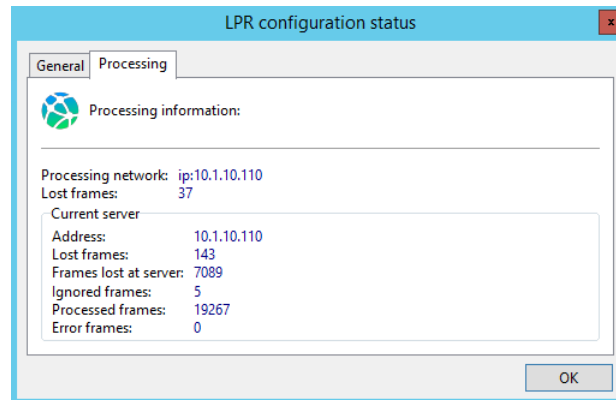 LPR configuration status
x
General Processing
Processing information:
Processing network: ip:10.1.10.110
Lost frames: 37
Current server
Address: 10.1.10.110
Lost frames: 143
Frames lost at server: 7089
Ignored frames: 5
Processed frames: 19267
Error frames: 0
OK